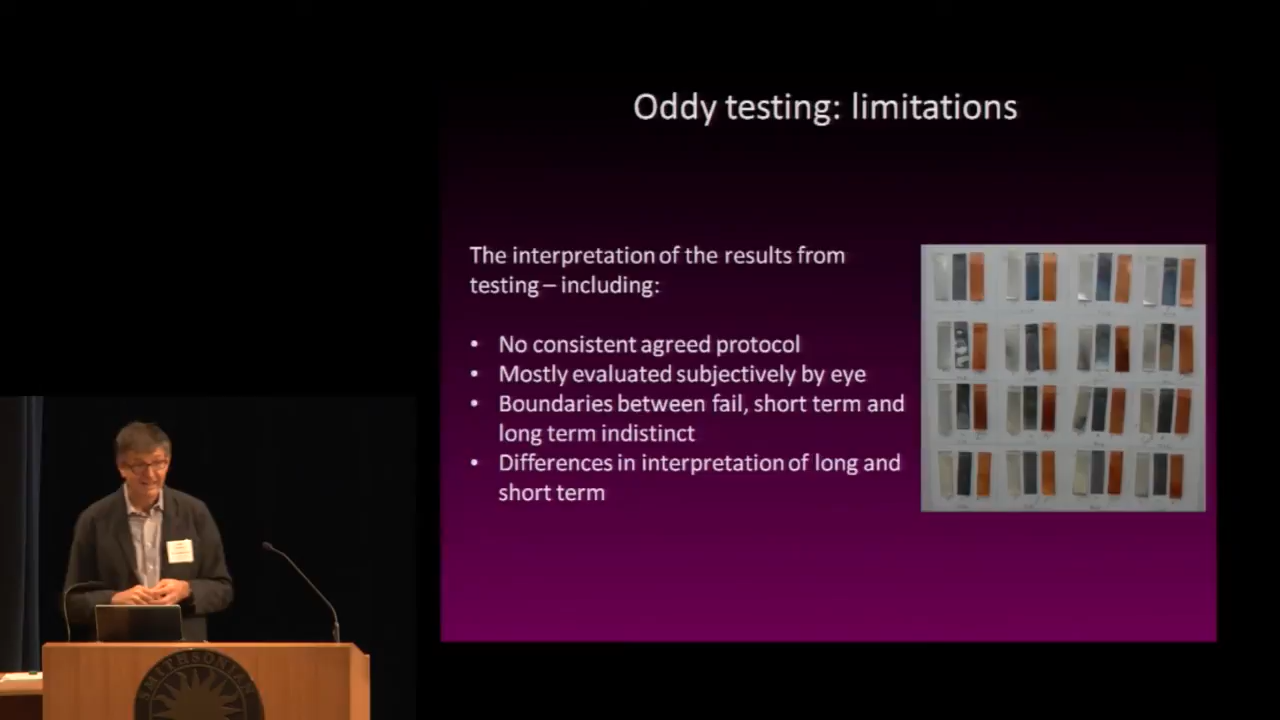 Oddy testing: limitations
The interpretation of the results from
testing – including:
• No consistent agreed protocol
• Mostly evaluated subjectively by eye
• Boundaries between fail, short term and
long term indistinct
• Differences in interpretation of long and
short term
SMITHSONIAN